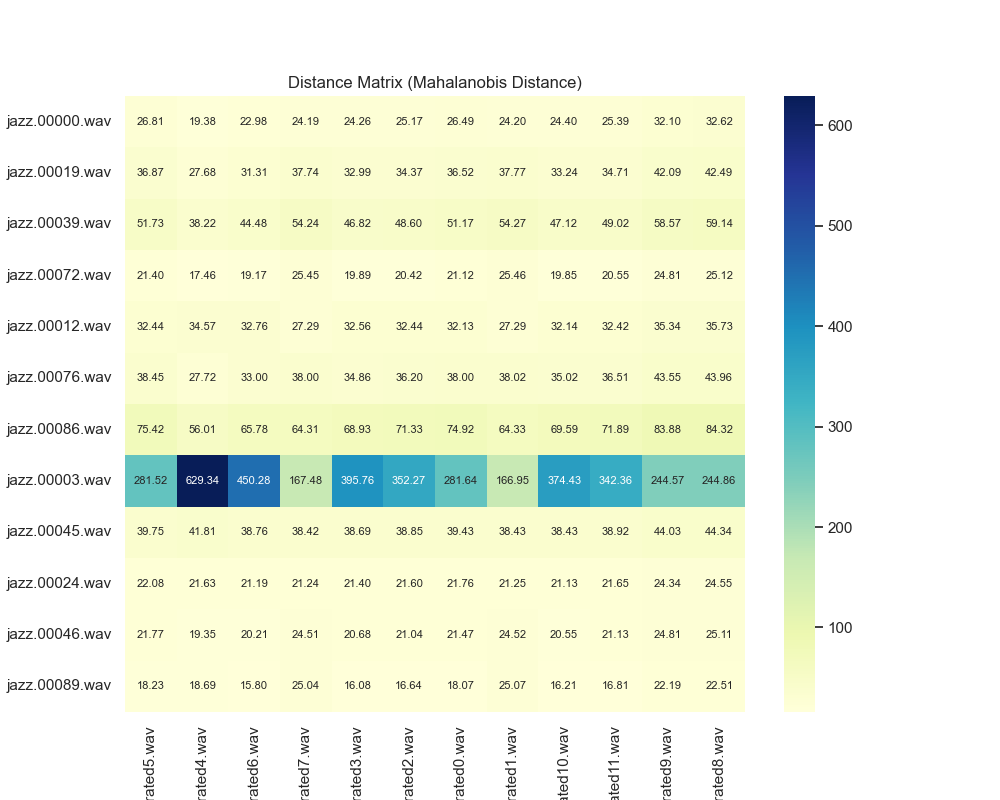 Distance Matrix (Mahalanobis Distance)
jazz.00000.wav 26.81 19.38 22.98 24.19 24.26 25.17 26.49 24.20 24.40 25.39 32.10 32.62
jazz.00019.wav 36.87 27.68 31.31 37.74 32.99 34.37 36.52 37.77 33.24 34.71 42.09 42.49
jazz.00039.wav 51.73 38.22 44.48 54.24 46.82 48.60 51.17 54.27 47.12 49.02 58.57 59.14
jazz.00072.wav 21.40 17.46 19.17 25.45 19.89 20.42 21.12 25.46 19.85 20.55 24.81 25.12
jazz.00012.wav 32.44 34.57 32.76 27.29 32.56 32.44 32.13 27.29 32.14 32.42 35.34 35.73
jazz.00076.wav 38.45 27.72 33.00 38.00 34.86 36.20 38.00 38.02 35.02 36.51 43.55 43.96
jazz.00086.wav 75.42 56.01 65.78 64.31 68.93 71.33 74.92 64.33 69.59 71.89 83.88 84.32
jazz.00003.wav 281.52 629.34 450.28 167.48 395.76 352.27 281.64 166.95 374.43 342.36 244.57 244.86
jazz.00045.wav 39.75 41.81 38.76 38.42 38.69 38.85 39.43 38.43 38.43 38.92 44.03 44.34
jazz.00024.wav 22.08 21.63 21.19 21.24 21.40 21.60 21.76 21.25 21.13 21.65 24.34 24.55
jazz.00046.wav 21.77 19.35 20.21 24.51 20.68 21.04 21.47 24.52 20.55 21.13 24.81 25.11
jazz.00089.wav 18.23 18.69 15.80 25.04 16.08 16.64 18.07 25.07 16.21 16.81 22.19 22.51
rated5.wav
rated4.wav
rated6.wav
rated7.wav
rated3.wav
rated2.wav
rated0.wav
rated1.wav
ated10.wav
ated11.wav
rated9.wav
rated8.wav
600
500
400
300
200
100